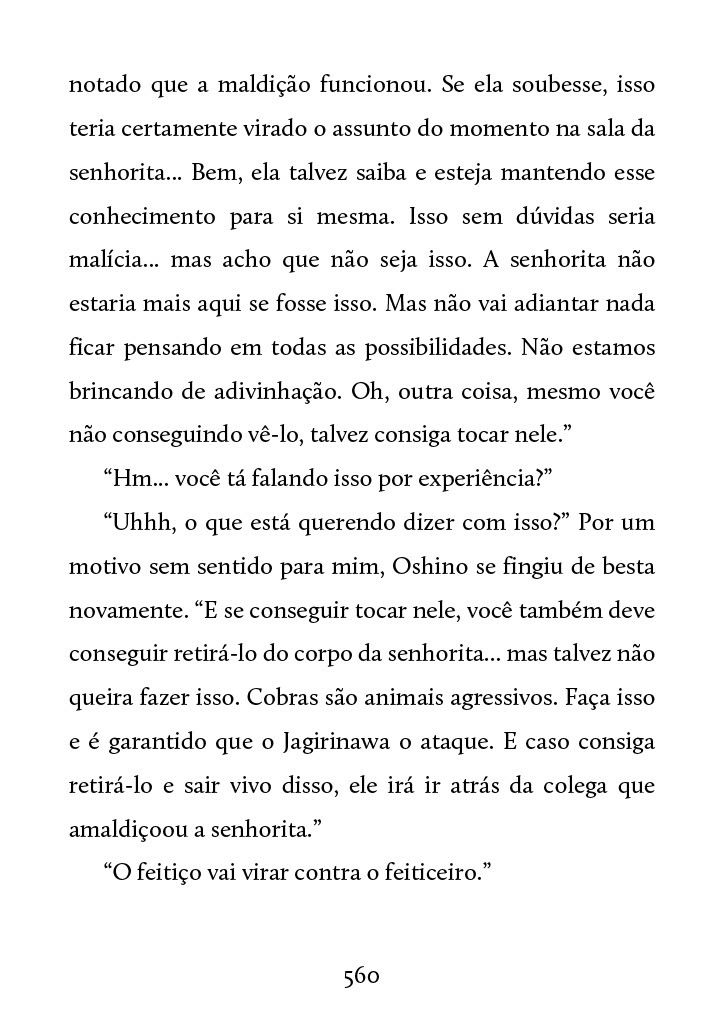 notado que a maldição funcionou. Se ela soubesse, isso
teria certamente virado o assunto do momento na sala da
senhorita... Bem, ela talvez saiba e esteja mantendo esse
conhecimento para si mesma. Isso sem dúvidas seria
malícia... mas acho que não seja isso. A senhorita não
estaria mais aqui se fosse isso. Mas não vai adiantar nada
ficar pensando em todas as possibilidades. Não estamos
brincando de adivinhação. Oh, outra coisa, mesmo você
não conseguindo vê-lo, talvez consiga tocar nele.”
“Hm... você tá falando isso por experiência?”
“Uhhh, o que está querendo dizer com isso?” Por um
motivo sem sentido para mim, Oshino se fingiu de besta
novamente. “E se conseguir tocar nele, você também deve
conseguir retirá-lo do corpo da senhorita... mas talvez não
queira fazer isso. Cobras são animais agressivos. Faça isso
e é garantido que o Jagirinawa o ataque. E caso consiga
retirá-lo e sair vivo disso, ele irá ir atrás da colega que
amaldiçoou a senhorita.”
“O feitiço vai virar contra o feiticeiro.”
560